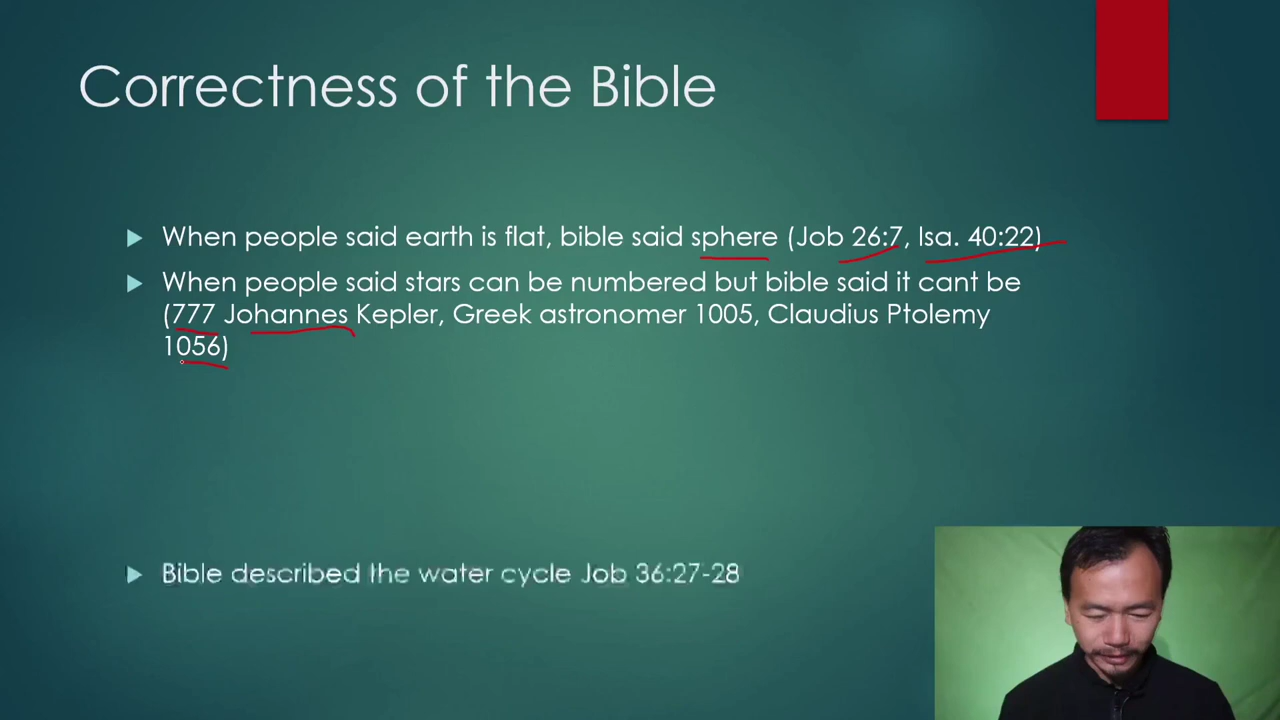 Correctness of the Bible
When people said earth is flat, bible said sphere (Job 26:7, Isa. 40:22)
When people said stars can be numbered but bible said it cant be
(777 Johannes Kepler, Greek astronomer 1005, Claudius Ptolemy
1056)
Bible described the water cycle Job 36:27-28